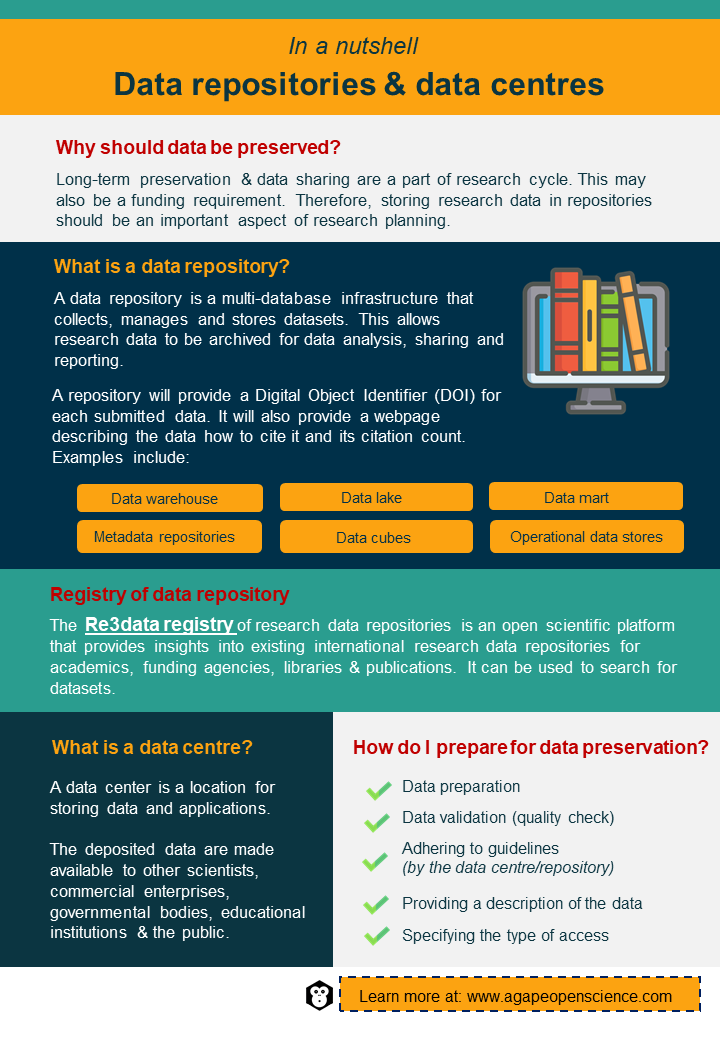 In a nutshell
Data repositories & data centres
Why should data be preserved?
Long-term preservation & data sharing are a part of research cycle. This may
also be a funding requirement. Therefore, storing research data in repositories
should be an important aspect of research planning.
What is a data repository?
A data repository is a multi-database infrastructure that
collects, manages and stores datasets. This allows
research data to be archived for data analysis, sharing and
reporting.
A repository will provide a Digital Object Identifier (DOI) for
each submitted data. It will also provide a webpage
describing the data how to cite it and its citation count.
Examples include:
Data warehouse
Data lake
Data mart
Metadata repositories
Data cubes
Operational data stores
Registry of data repository
The Re3data registry of research data repositories is an open scientific platform
that provides insights into existing international research data repositories for
academics, funding agencies, libraries & publications. It can be used to search for
datasets.
What is a data centre?
A data center is a location for
storing data and applications.
The deposited data are made
available to other scientists,
commercial enterprises,
governmental bodies, educational
institutions & the public.
How do I prepare for data preservation?
Data preparation
Data validation (quality check)
Adhering to guidelines
(by the data centre/repository)
Providing a description of the data
Specifying the type of access
Learn more at: www.agapeopenscience.com